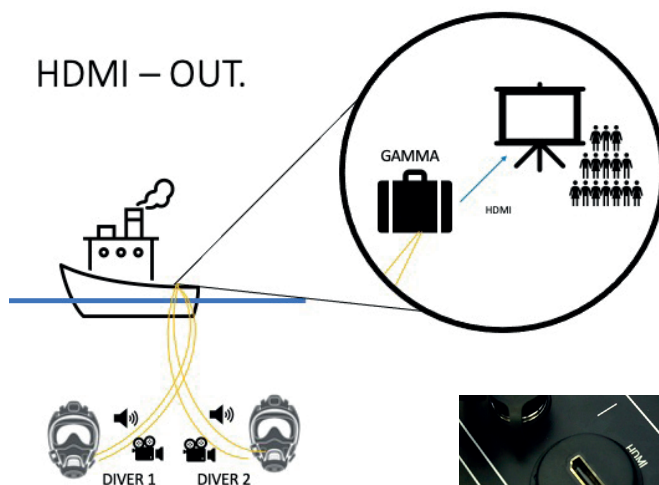 HDMI – OUT.
GAMMA
HDMI
DIVER 1
DIVER 2
HDMI